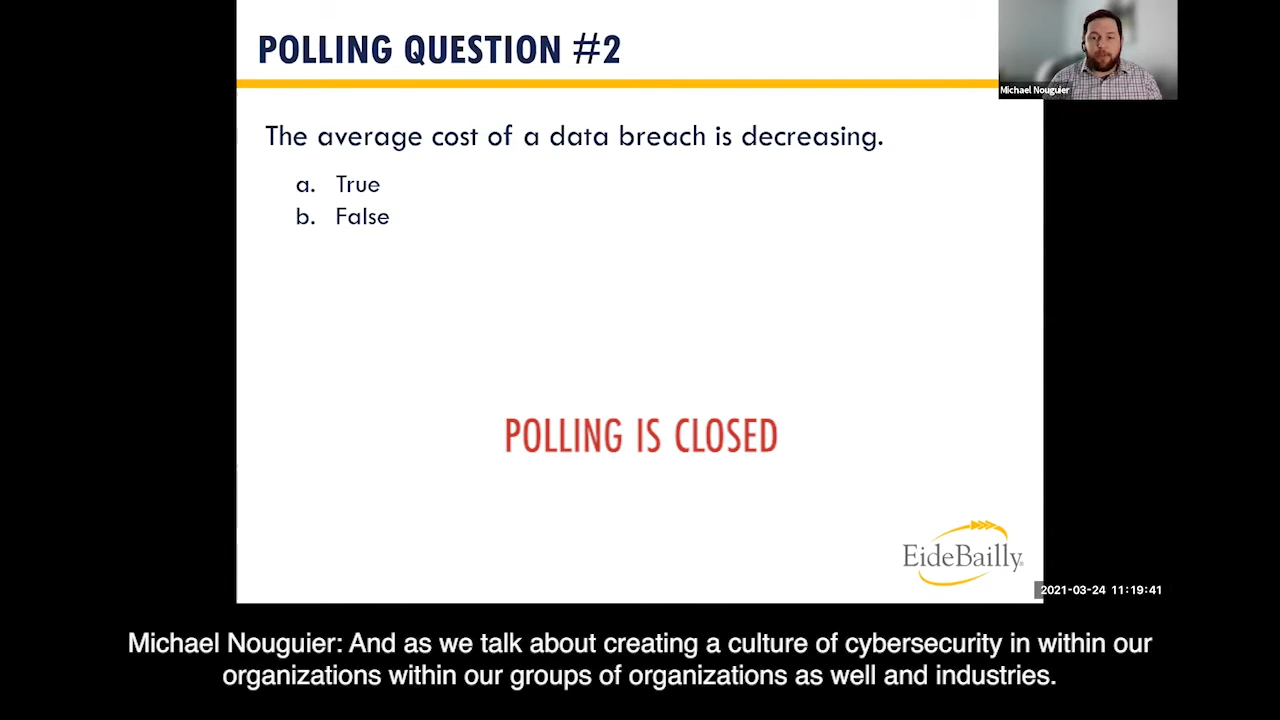 POLLING QUESTION #2
Michael Nouguier
The average cost of a data breach is decreasing.
a. True
b. False
POLLING IS CLOSED
EideBailly®
2021-03-24 11:19:41
Michael Nouguier: And as we talk about creating a culture of cybersecurity in within our
organizations within our groups of organizations as well and industries.